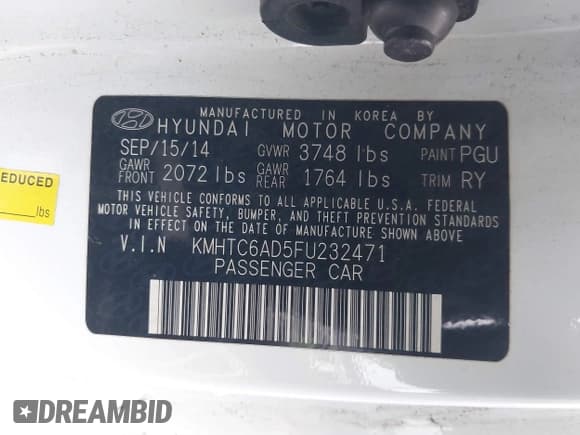 MANUFACTURED IN KOREA BY
HYUNDAI MOTOR COMPANY
SEP/15/14 GVWR 3748 lbs PAINT PGU
GAWR FRONT 2072 lbs GAWR REAR 1764 lbs TRIM RY
THIS VEHICLE CONFORMS TO ALL APPLICABLE U.S.A. FEDERAL
MOTOR VEHICLE SAFETY, BUMPER, AND THEFT PREVENTION STANDARDS
IN EFFECT ON THE DATE OF MANUFACTURE SHOWN ABOVE.
V.I.N KMHTC6AD5FU232471
PASSENGER CAR
EDUCED
lbs
DREAMBID